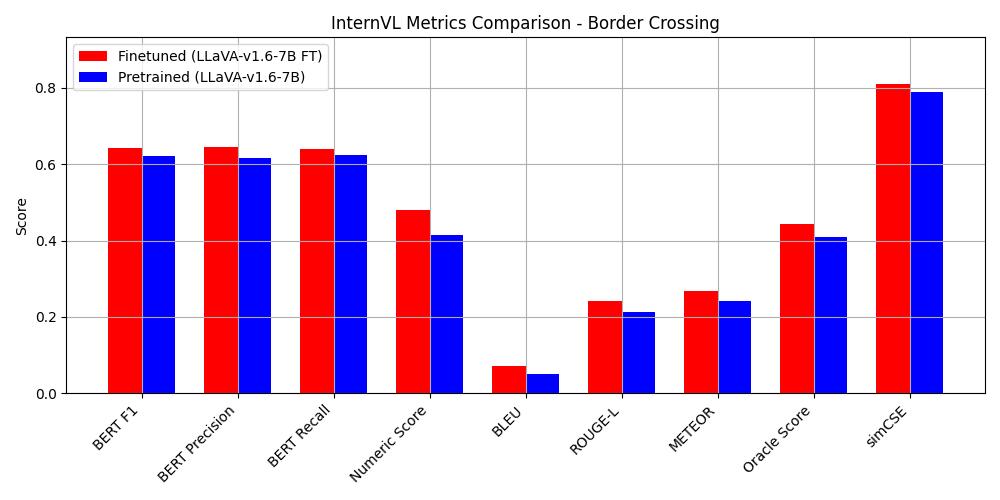 InternVL Metrics Comparison - Border Crossing
Finetuned (LLaVA-v1.6-7B FT)
Pretrained (LLaVA-v1.6-7B)
Score
0.8
0.6
0.4
0.2
0.0
BERT F1
BERT Precision
BERT Recall
Numeric Score
BLEU
ROUGE-L
METEOR
Oracle Score
simCSE